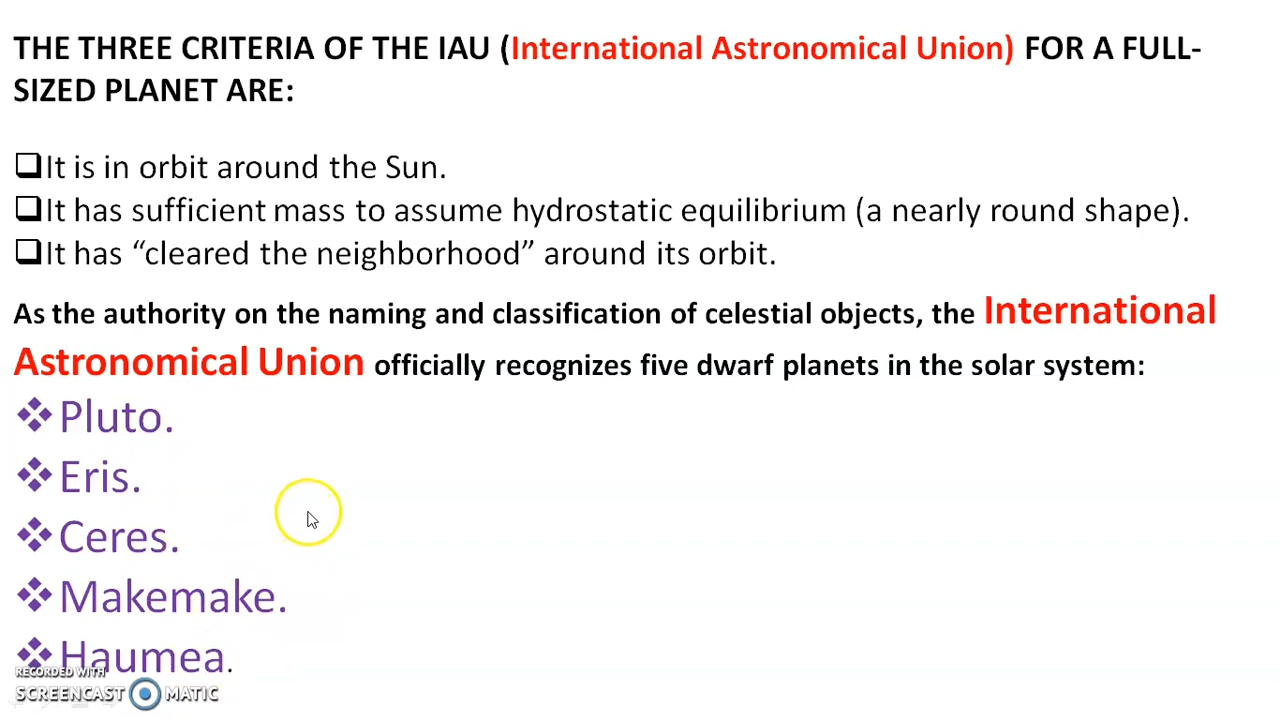 THE THREE CRITERIA OF THE IAU (International Astronomical Union) FOR A FULL-
SIZED PLANET ARE:
It is in orbit around the Sun.
It has sufficient mass to assume hydrostatic equilibrium (a nearly round shape).
It has “cleared the neighborhood” around its orbit.
As the authority on the naming and classification of celestial objects, the International
Astronomical Union officially recognizes five dwarf planets in the solar system:
Pluto.
Eris.
Ceres.
Makemake.
Haumea.
RECORDED WITH
SCREENCAST MATIC